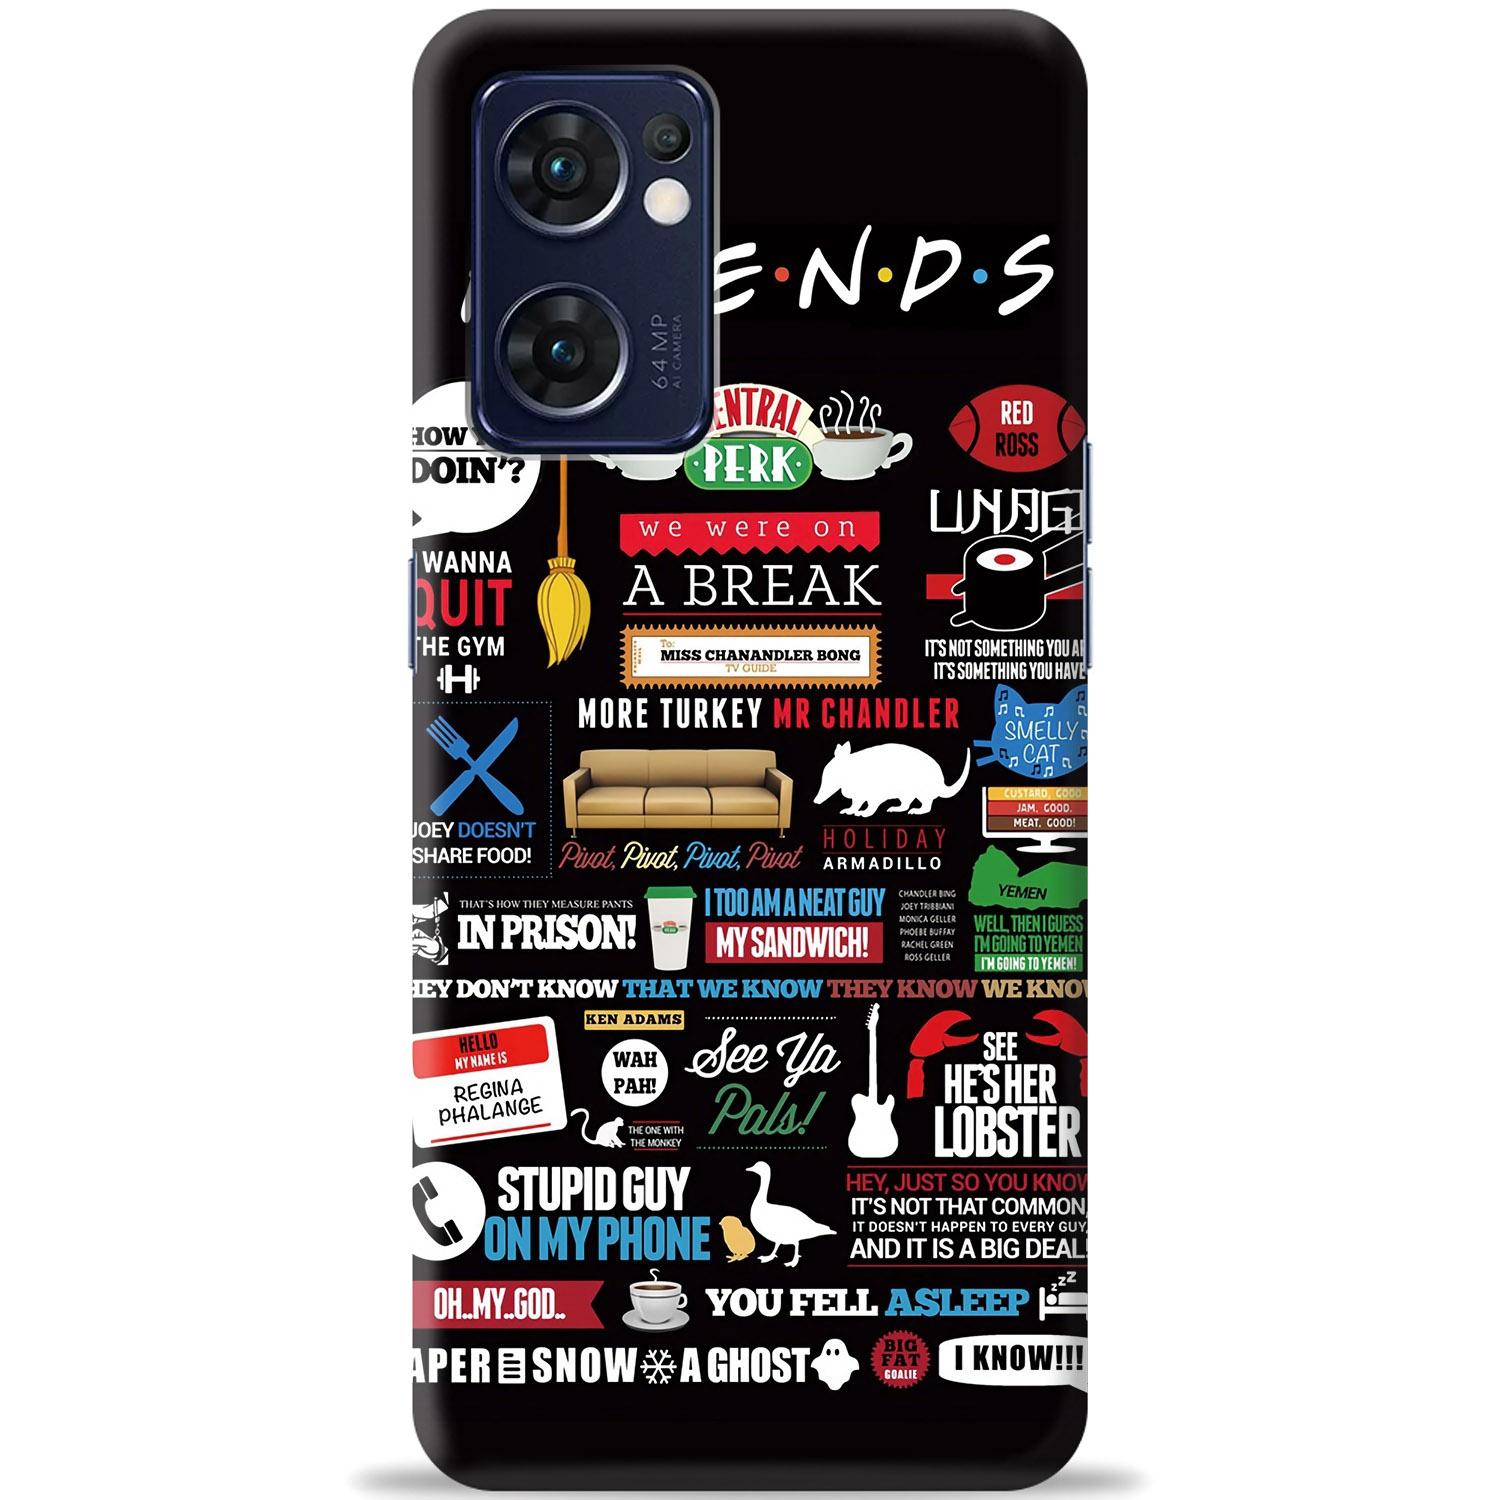 E·N·D·S
64 MP
AI CAMERA
ENTRAL
PERK
RED
ROSS
HOW
DOIN'?
UNAGI
we were on
A BREAK
WANNA
QUIT
THE GYM
IT'S NOT SOMETHING YOU
IT'S SOMETHING YOU HAVE
To:
MISS CHANANDLER BONG
TV GUIDE
MORE TURKEY MR CHANDLER
SMELLY
CAT
CUSTARD, GOOD
JAM, GOOD.
MEAT, GOOD!
JOEY DOESN'T
SHARE FOOD!
Pivot, Pivot, Pivot, Pivot
HOLIDAY
ARMADILLO
YEMEN
WELL, THEN I GUESS
I'M GOING TO YEMEN
I'M GOING TO YEMEN!
THAT'S HOW THEY MEASURE PANTS
IN PRISON!
I TOO AM A NEAT GUY
MY SANDWICH!
CHANDLER BING
JOEY TRIBBIANI
MONICA GELLER
PHOEBE BUFFAY
RACHEL GREEN
ROSS GELLER
HEY DON'T KNOW THAT WE KNOW THEY KNOW WE KNOW
HELLO
MY NAME IS
REGINA
PHALANGE
KEN ADAMS
WAH
PAH!
THE ONE WITH
THE MONKEY
See Ya
Pals!
SEE
HE'S HER
LOBSTER
STUPID GUY
ON MY PHONE
HEY, JUST SO YOU KNOW
IT'S NOT THAT COMMON,
IT DOESN'T HAPPEN TO EVERY GUY,
AND IT IS A BIG DEAL!
OH..MY..GOD..
YOU FELL ASLEEP
zzz
APER SNOW A GHOST
BIG
FAT
GOALIE
I KNOW!!!